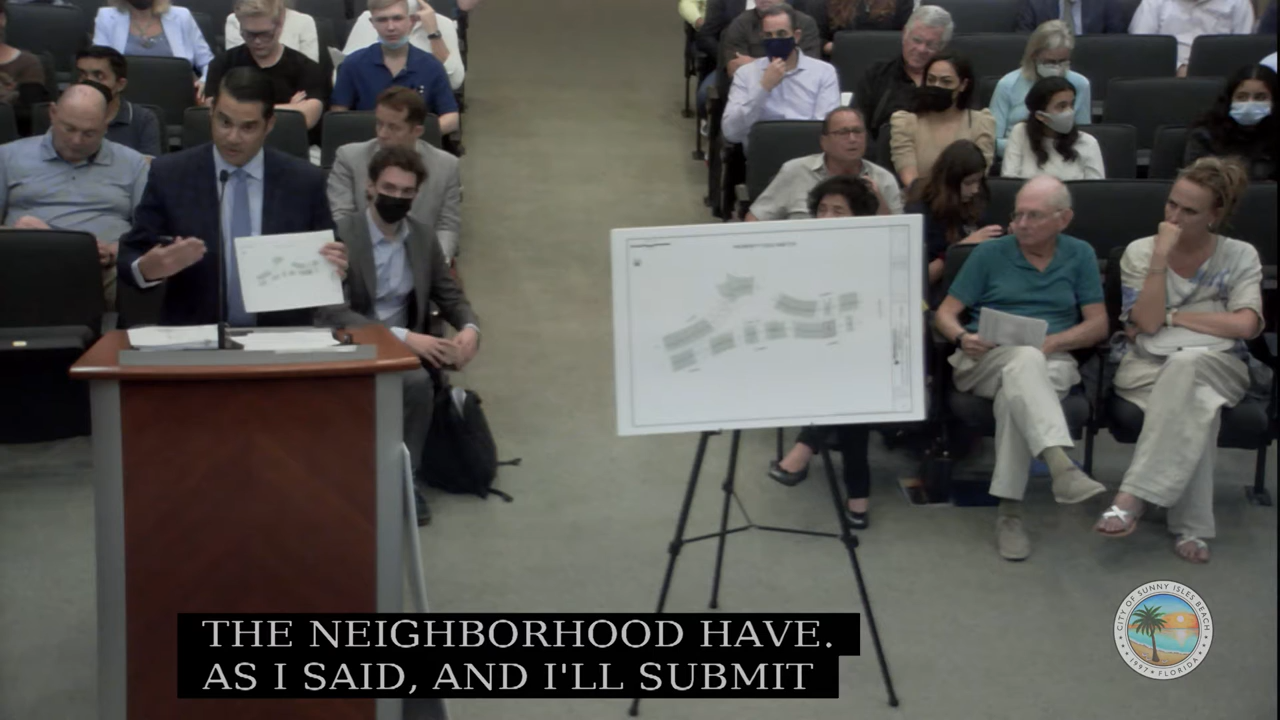 THE NEIGHBORHOOD HAVE.
AS I SAID, AND I'LL SUBMIT
CITY OF SUNNY ISLES BEACH
1997
FLORIDA